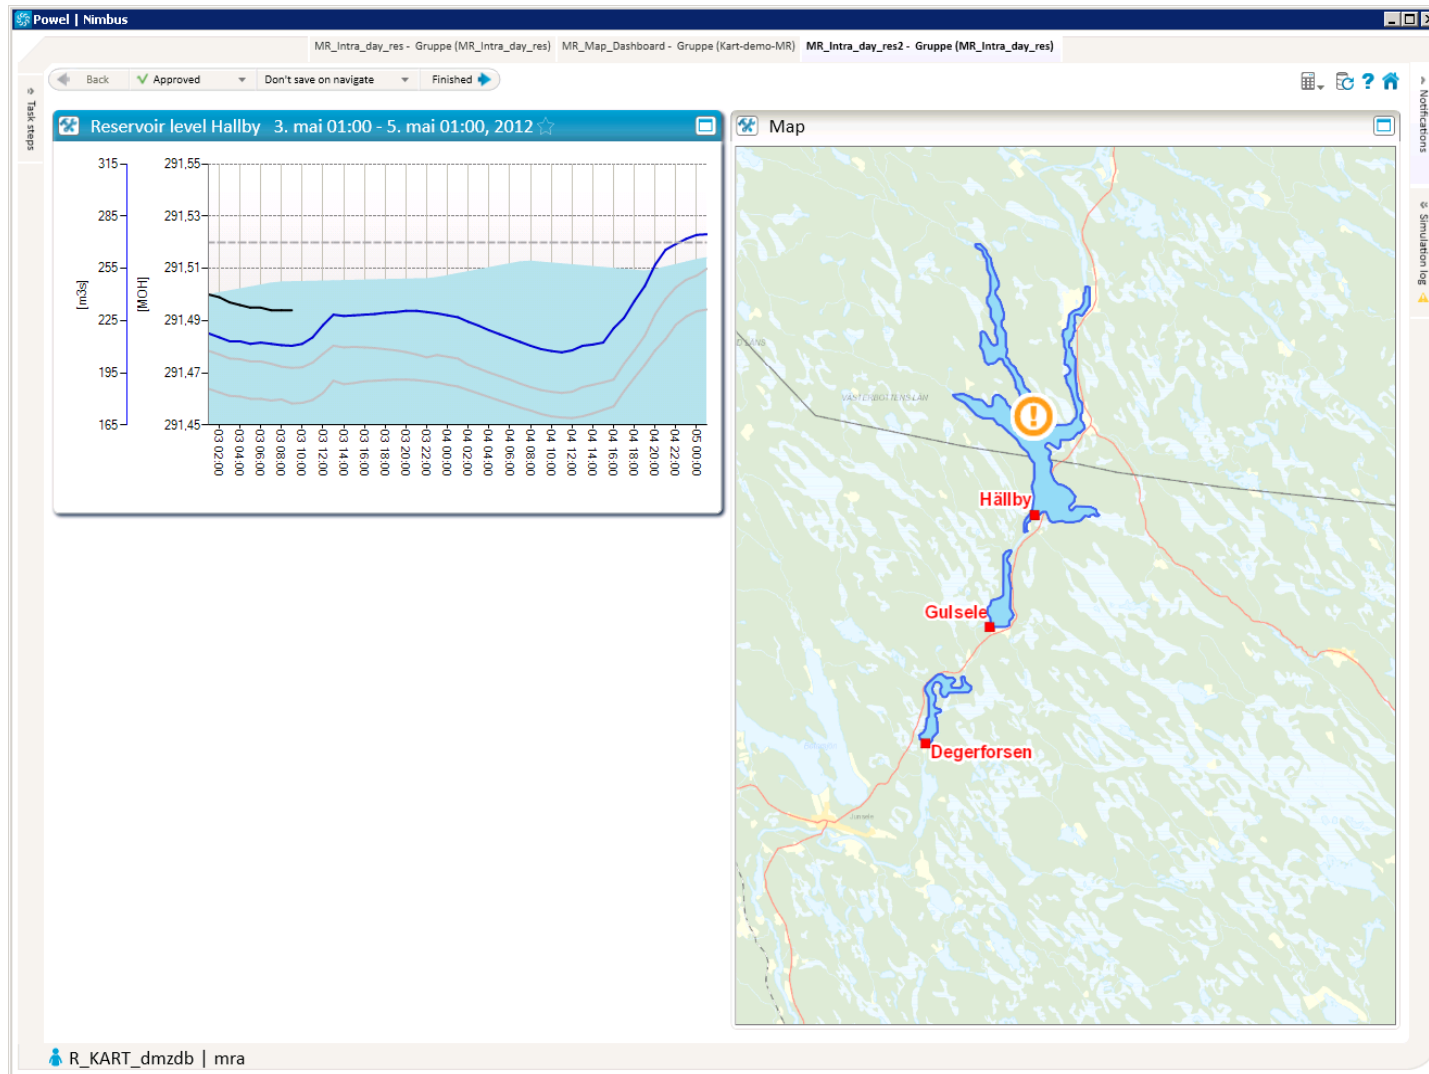 Powel | Nimbus
MR_Intra_day_res - Gruppe (MR_Intra_day_res) MR_Map_Dashboard - Gruppe (Kart-demo-MR) MR_Intra_day_res2 - Gruppe (MR_Intra_day_res)
Back Approved Don't save on navigate Finished
Task steps
Notifications
Simulation log
Reservoir level Hallby 3. mai 01:00 - 5. mai 01:00, 2012
315 291,55
285 291,53
255 291,51
225 291,49
195 291,47
165 291,45
[m3s]
[MOH]
03 02:00
03 04:00
03 06:00
03 08:00
03 10:00
03 12:00
03 14:00
03 16:00
03 18:00
03 20:00
03 22:00
04 00:00
04 02:00
04 04:00
04 06:00
04 08:00
04 10:00
04 12:00
04 14:00
04 16:00
04 18:00
04 20:00
04 22:00
05 00:00
Map
VÄSTERBOTTENS LÄN
Hällby
Gulsele
Degerforsen
Junsele
R_KART_dmzdb | mra